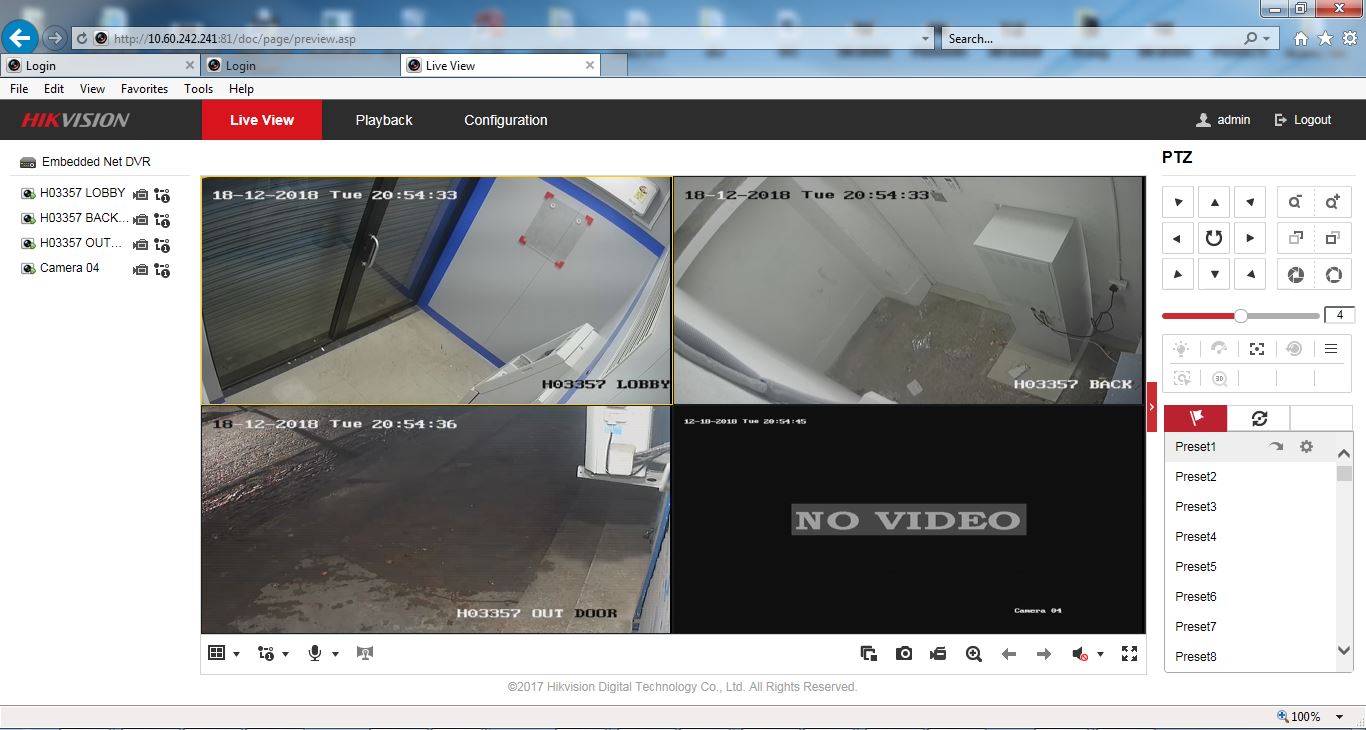 http://10.60.242.241:81/doc/page/preview.asp
Search...
Login
Login
Live View
File Edit View Favorites Tools Help
HIKVISION
Live View
Playback
Configuration
admin
Logout
Embedded Net DVR
H03357 LOBBY
H03357 BACK...
H03357 OUT...
Camera 04
18-12-2018 Tue 20:54:33
H03357 LOBBY
18-12-2018 Tue 20:54:33
H03357 BACK
18-12-2018 Tue 20:54:36
H03357 OUT DOOR
12-18-2018 Tue 20:54:45
NO VIDEO
Camera 04
PTZ
4
3D
Preset1
Preset2
Preset3
Preset4
Preset5
Preset6
Preset7
Preset8
©2017 Hikvision Digital Technology Co., Ltd. All Rights Reserved.
100%